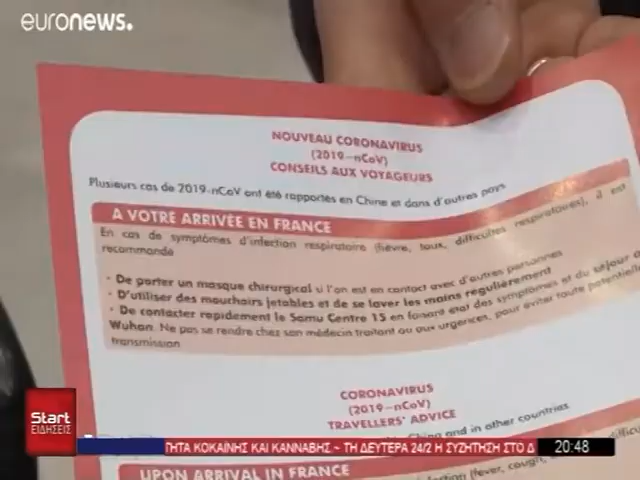 euronews.
NOUVEAU CORONAVIRUS
(2019-nCoV)
CONSEILS AUX VOYAGEURS
Plusieurs cas de 2019-nCoV ont été rapportés en Chine et dans d'autres pays
A VOTRE ARRIVÉE EN FRANCE
En cas de symptômes d'infection respiratoire (fièvre, toux, difficultés respiratoires), il est
recommandé
- De porter un masque chirurgical si l'on est en contact avec d'autres personnes
- D'utiliser des mouchoirs jetables et de se laver les mains régulièrement
- De contacter rapidement le Samu Centre 15 en faisant état des symptômes et du séjour à
Wuhan. Ne pas se rendre chez son médecin traitant ou aux urgences, pour éviter toute potentielle
transmission
CORONAVIRUS
(2019-nCoV)
TRAVELLERS' ADVICE
China and in other countries.
UPON ARRIVAL IN FRANCE
(fever, cough,
Start
ΕΙΔΗΣΕΙΣ
ΤΗΤΑ ΚΟΚΑΙΝΗΣ ΚΑΙ ΚΑΝΝΑΒΗΣ ~ ΤΗ ΔΕΥΤΕΡΑ 24/2 Η ΣΥΖΗΤΗΣΗ ΣΤΟ Δ
20:48